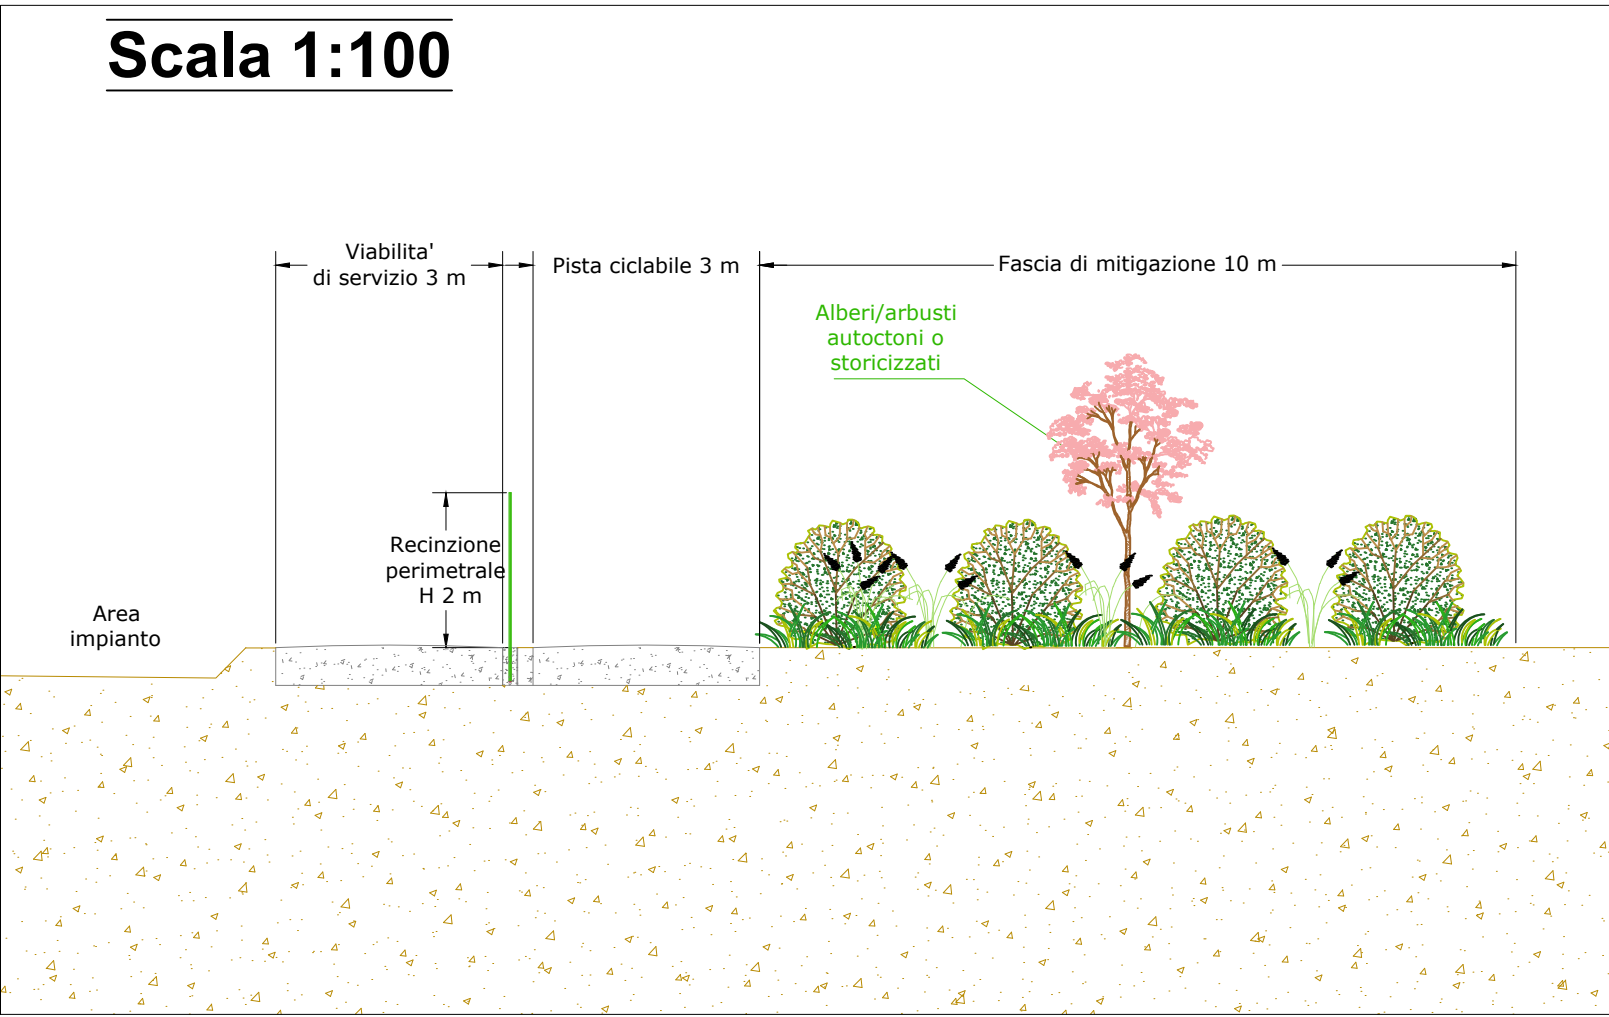 Scala 1:100
Viabilita'
di servizio 3 m
Pista ciclabile 3 m
Fascia di mitigazione 10 m
Alberi/arbusti
autoctoni o
storicizzati
Recinzione
perimetrale
H 2 m
Area
impianto